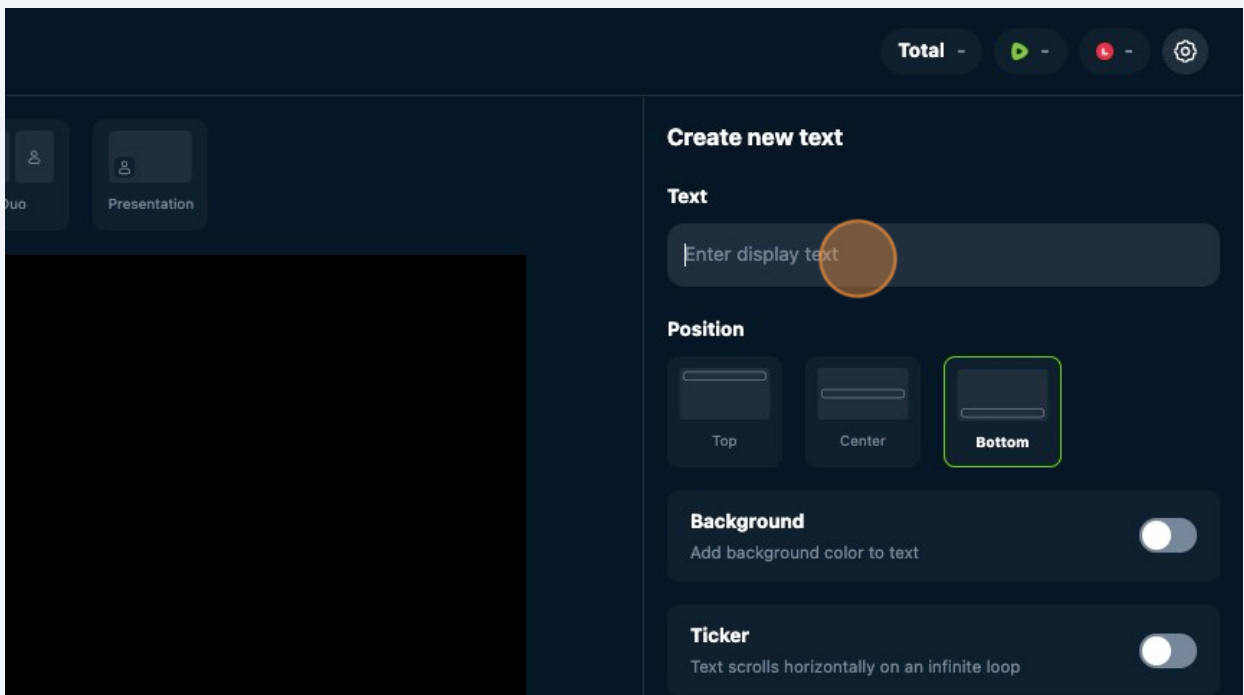 Total -
-
-
Duo
Presentation
Create new text
Text
Enter display text
Position
Top
Center
Bottom
Background
Add background color to text
Ticker
Text scrolls horizontally on an infinite loop